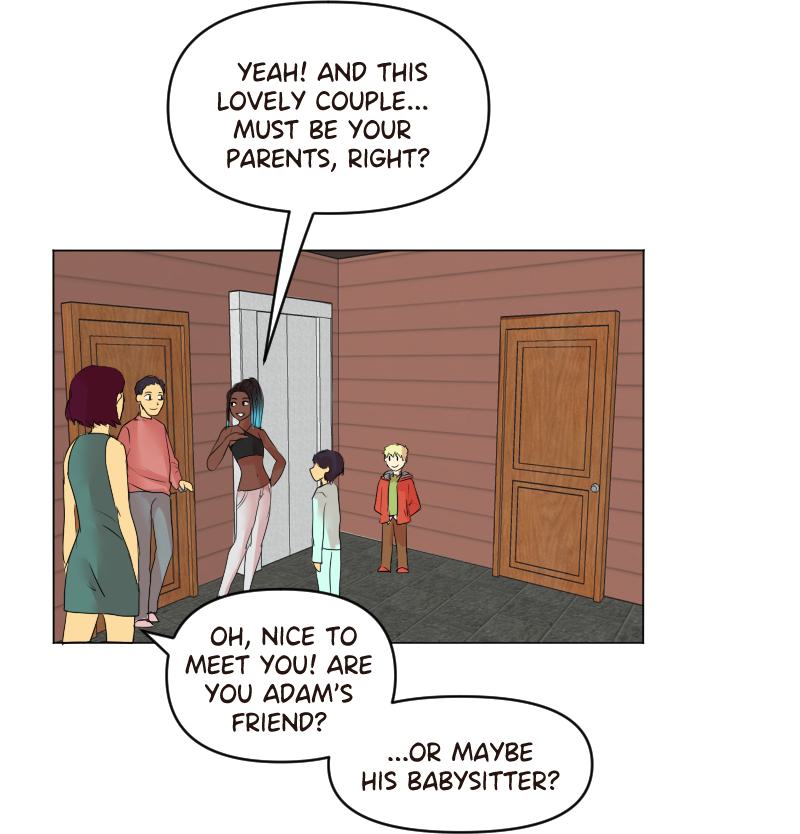 YEAH! AND THIS
LOVELY COUPLE...
MUST BE YOUR
PARENTS, RIGHT?
OH, NICE TO
MEET YOU! ARE
YOU ADAM'S
FRIEND?
...OR MAYBE
HIS BABYSITTER?